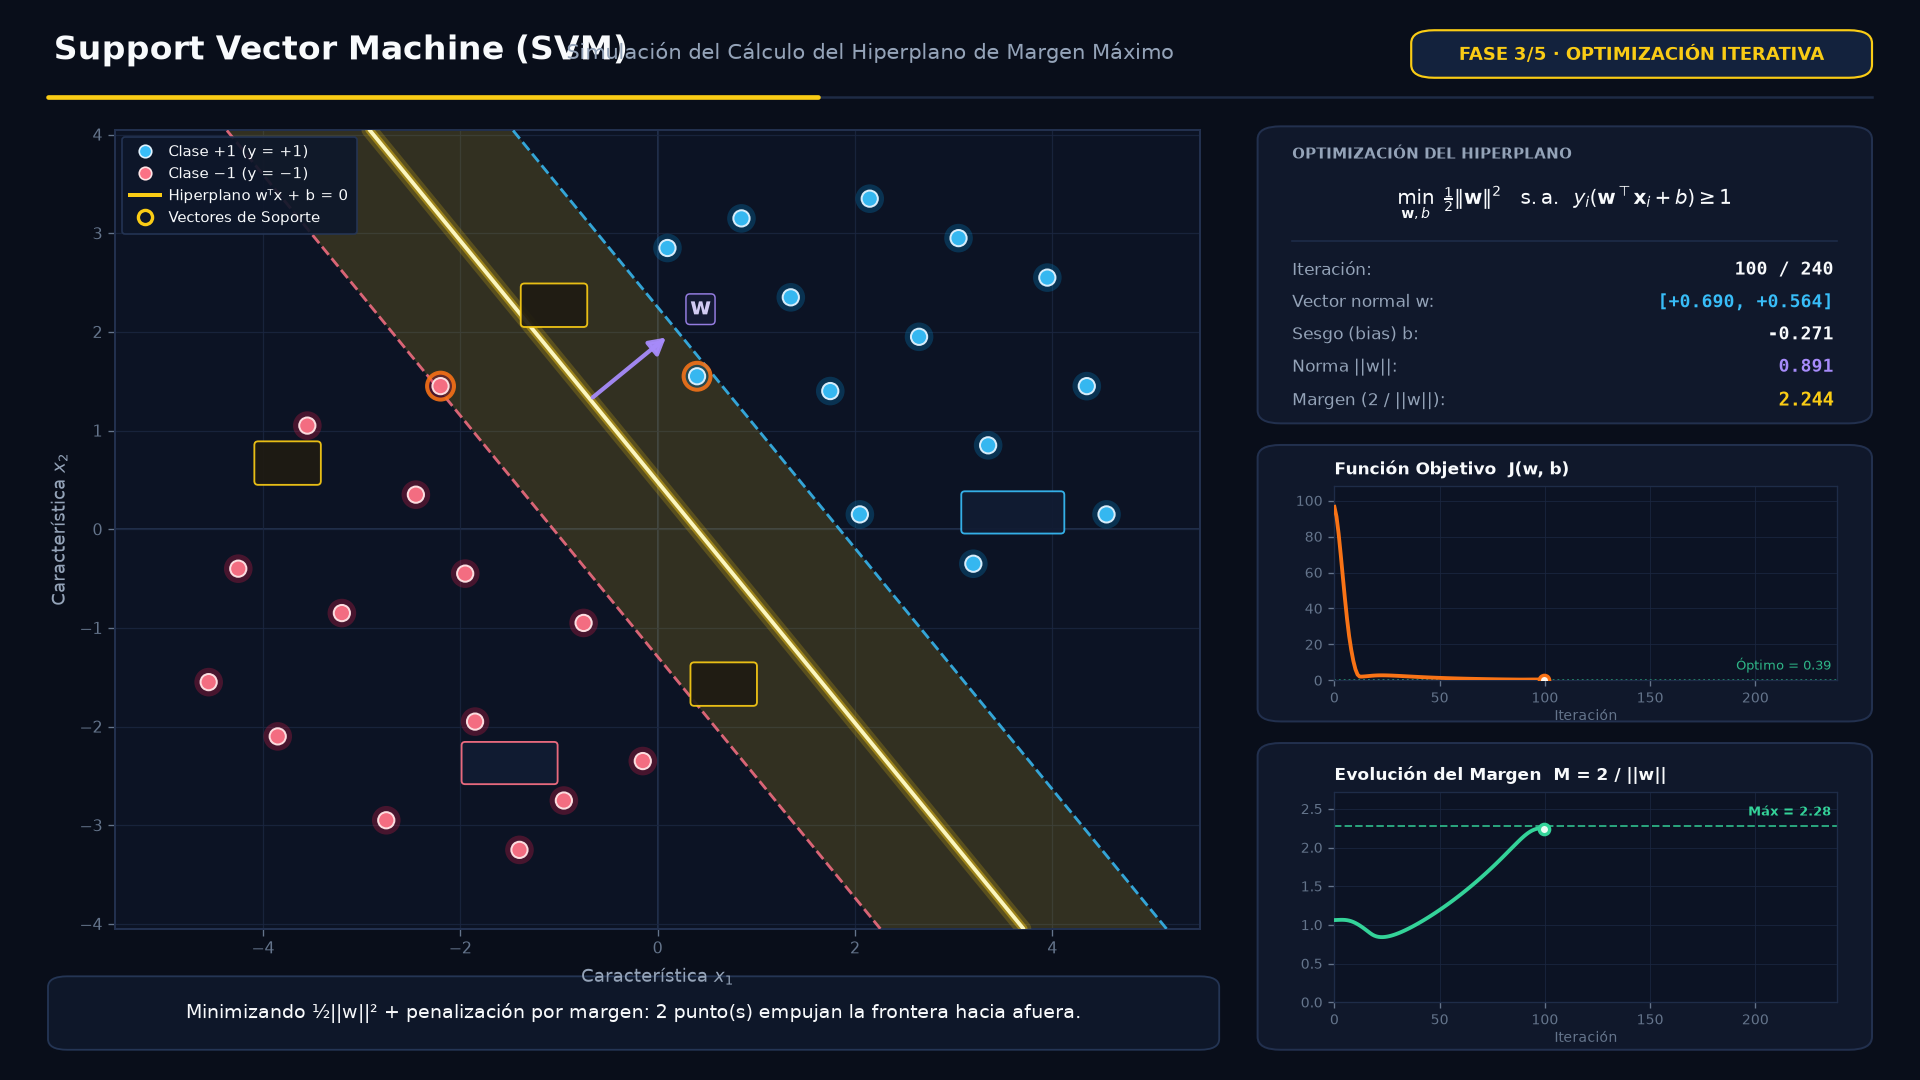 Support Vector Machine (SVM)
Simulación del Cálculo del Hiperplano de Margen Máximo
FASE 3/5 · OPTIMIZACIÓN ITERATIVA
Clase +1 (y = +1)
Clase −1 (y = −1)
Hiperplano wᵀx + b = 0
Vectores de Soporte
w
4
3
2
1
0
−1
−2
−3
−4
Característica x₂
−4
−2
0
2
4
Característica x₁
Minimizando ½||w||² + penalización por margen: 2 punto(s) empujan la frontera hacia afuera.
OPTIMIZACIÓN DEL HIPERPLANO
min w, b ½‖w‖² s. a. yᵢ(w⊤xᵢ + b) ≥ 1
Iteración: 100 / 240
Vector normal w: [+0.690, +0.564]
Sesgo (bias) b: -0.271
Norma ||w||: 0.891
Margen (2 / ||w||): 2.244
Función Objetivo J(w, b)
100
80
60
40
20
0
Óptimo = 0.39
0 50 100 150 200
Iteración
Evolución del Margen M = 2 / ||w||
2.5
2.0
1.5
1.0
0.5
0.0
Máx = 2.28
0 50 100 150 200
Iteración